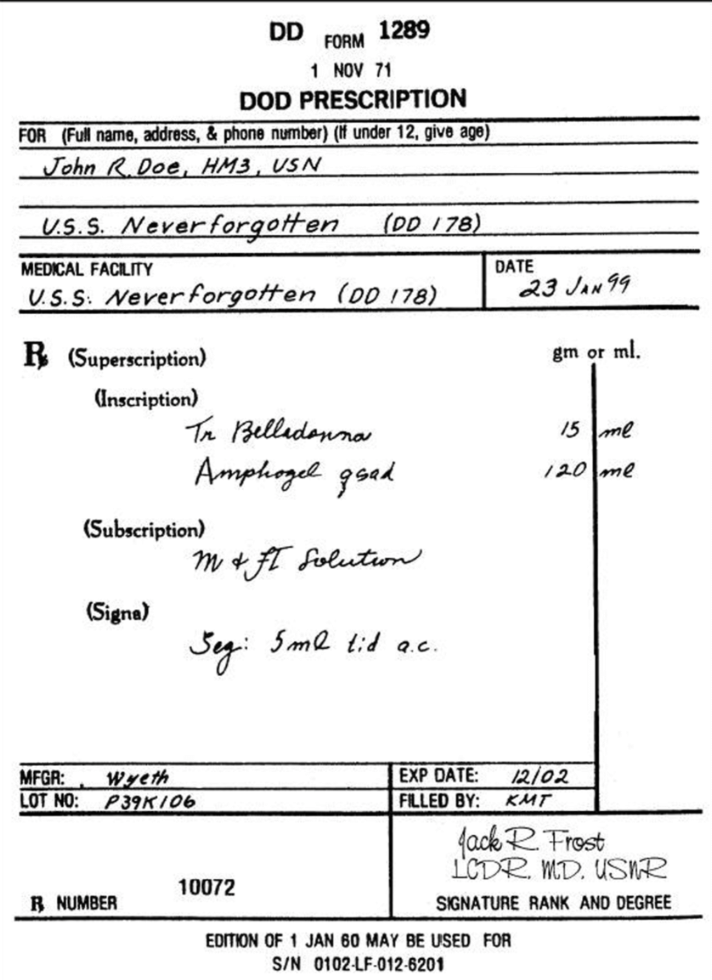 DD FORM 1289
1 NOV 71
DOD PRESCRIPTION
FOR (Full name, address, & phone number) (If under 12, give age)
John R. Doe, HM3, USN
U.S.S. Neverforgotten (DD 178)
MEDICAL FACILITY
U.S.S. Neverforgotten (DD 178)
DATE
23 JAN 99
℞ (Superscription)
gm or ml.
(Inscription)
Tr Belladonna 15 ml
Amphogel qsad 120 ml
(Subscription)
M & ft Solution
(Signa)
Sig: 5ml tid a.c.
MFGR: Wyeth
EXP DATE: 12/02
LOT NO: P39K106
FILLED BY: KMT
Jack R. Frost
LCDR. MD. USNR
10072
℞ NUMBER
SIGNATURE RANK AND DEGREE
EDITION OF 1 JAN 60 MAY BE USED FOR
S/N 0102-LF-012-6201